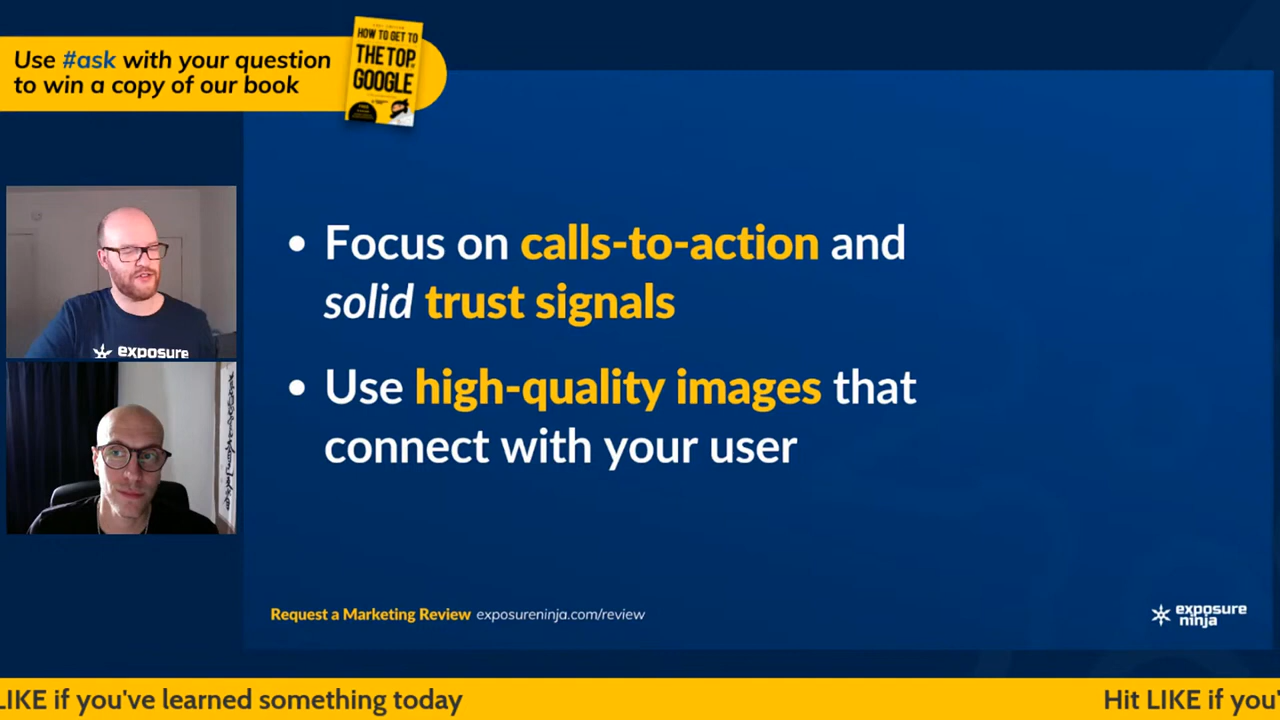 Use #ask with your question
to win a copy of our book
HOW TO GET TO
THE TOP
GOOGLE
exposure
• Focus on calls-to-action and
solid trust signals
• Use high-quality images that
connect with your user
Request a Marketing Review exposureninja.com/review
exposure
ninja
LIKE if you've learned something today
Hit LIKE if you'